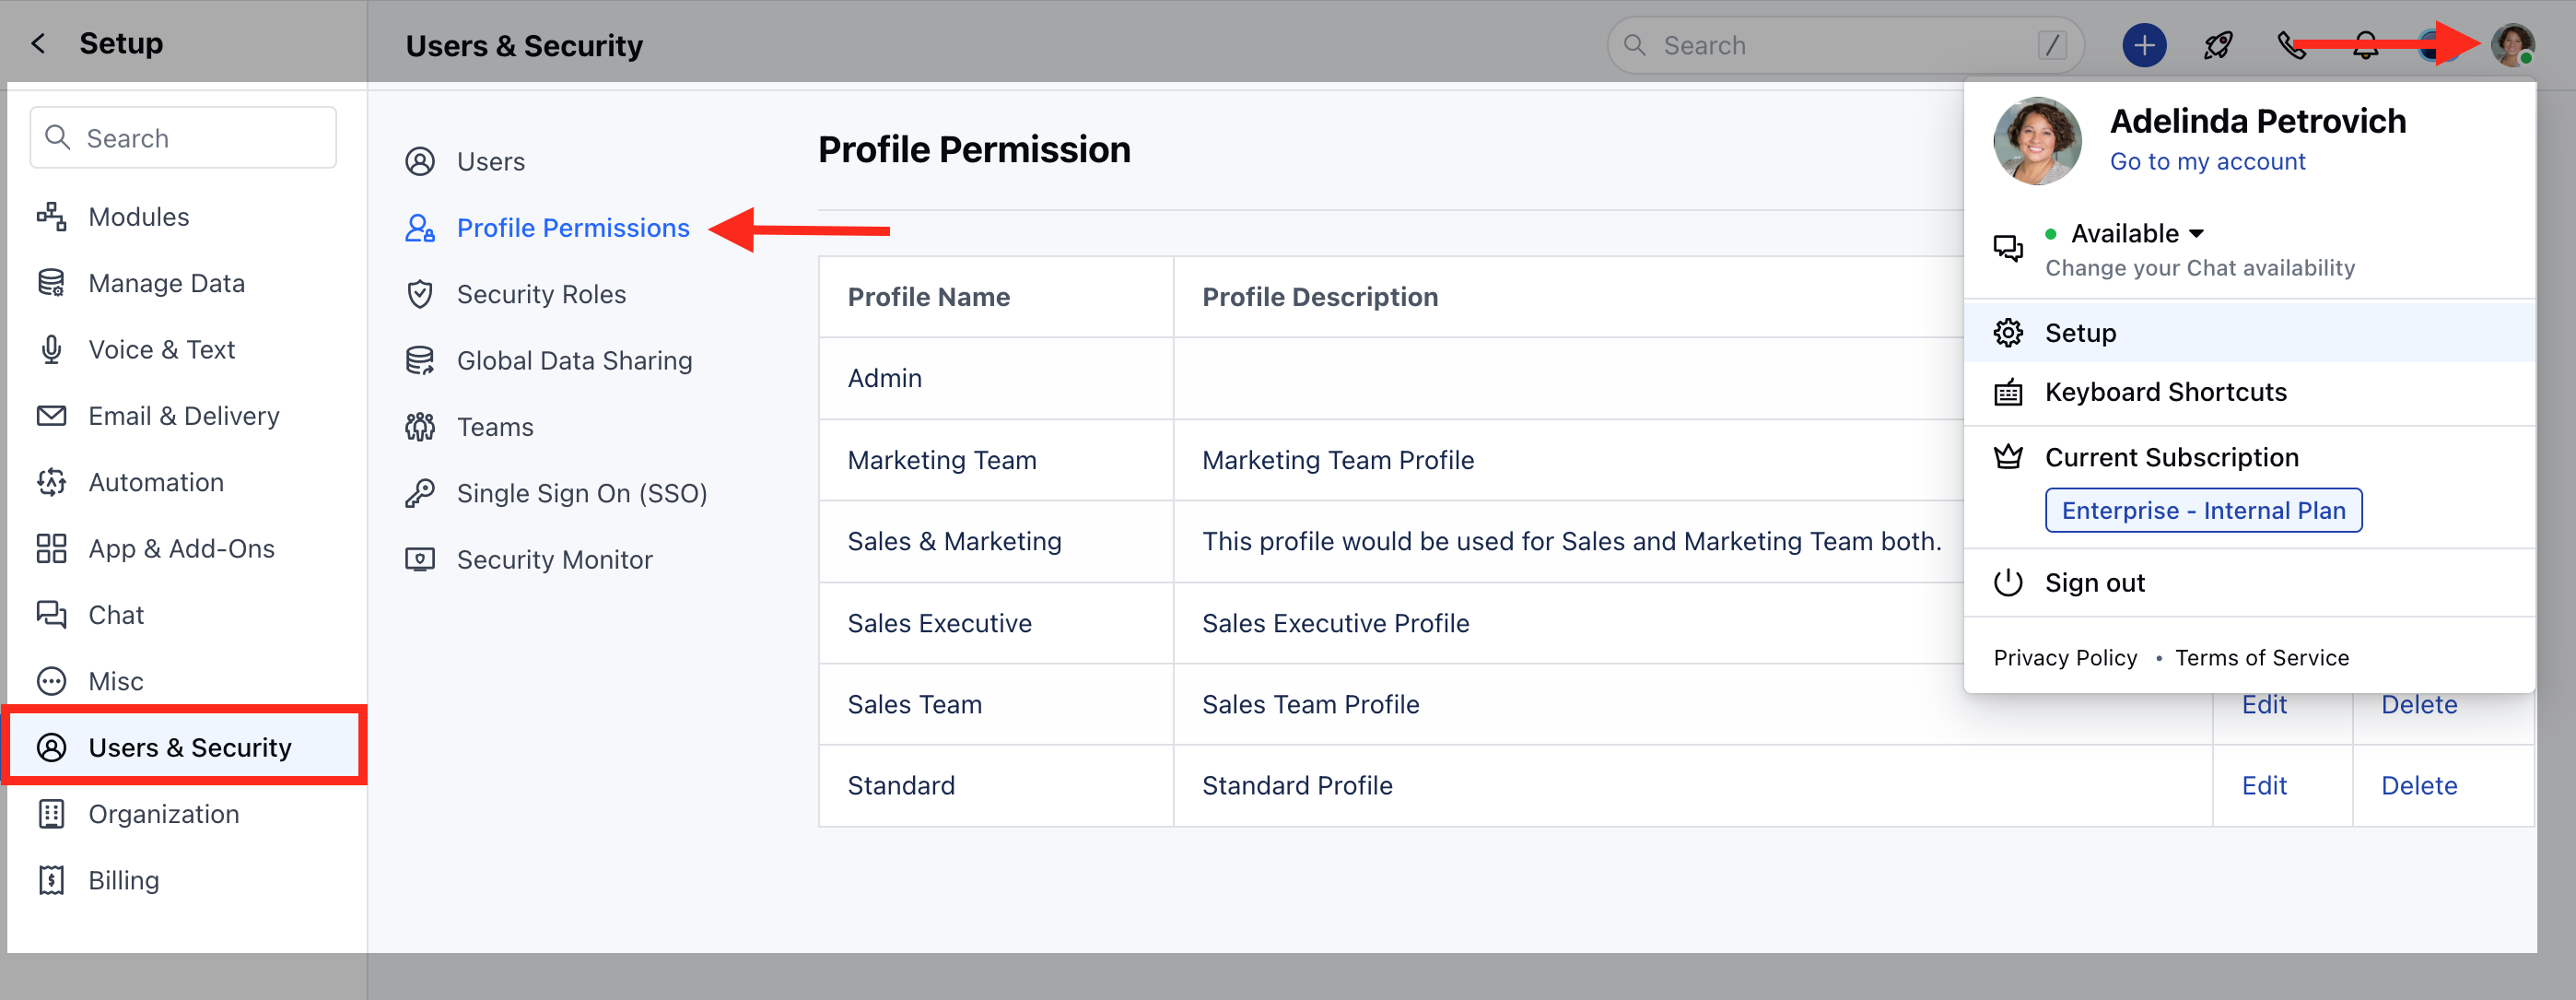 Setup
Users & Security
Search /
Search
Modules
Manage Data
Voice & Text
Email & Delivery
Automation
App & Add-Ons
Chat
Misc
Users & Security
Organization
Billing
Users
Profile Permissions
Security Roles
Global Data Sharing
Teams
Single Sign On (SSO)
Security Monitor
Profile Permission
Profile Name Profile Description
Admin
Marketing Team Marketing Team Profile
Sales & Marketing This profile would be used for Sales and Marketing Team both.
Sales Executive Sales Executive Profile
Sales Team Sales Team Profile Edit Delete
Standard Standard Profile Edit Delete
Adelinda Petrovich
Go to my account
Available
Change your Chat availability
Setup
Keyboard Shortcuts
Current Subscription
Enterprise - Internal Plan
Sign out
Privacy Policy • Terms of Service